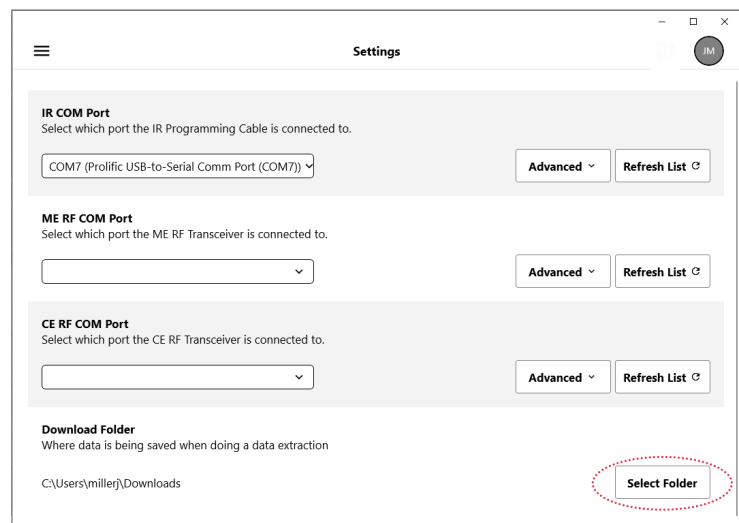 Settings
JM
IR COM Port
Select which port the IR Programming Cable is connected to.
COM7 (Prolific USB-to-Serial Comm Port (COM7))
Advanced
Refresh List
ME RF COM Port
Select which port the ME RF Transceiver is connected to.
Advanced
Refresh List
CE RF COM Port
Select which port the CE RF Transceiver is connected to.
Advanced
Refresh List
Download Folder
Where data is being saved when doing a data extraction
C:\Users\millerj\Downloads
Select Folder